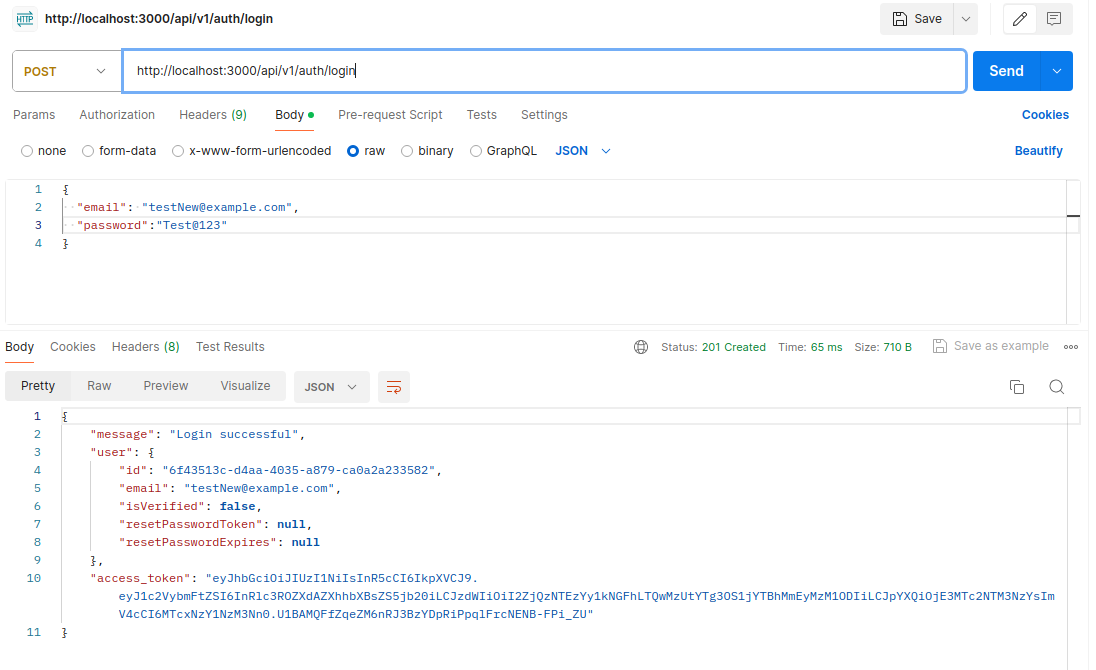 HTTP http://localhost:3000/api/v1/auth/login Save
POST http://localhost:3000/api/v1/auth/login Send
Params Authorization Headers (9) Body Pre-request Script Tests Settings Cookies
none form-data x-www-form-urlencoded raw binary GraphQL JSON Beautify
1 {
2 "email": "testNew@example.com",
3 "password":"Test@123"
4 }
Body Cookies Headers (8) Test Results Status: 201 Created Time: 65 ms Size: 710 B Save as example
Pretty Raw Preview Visualize JSON
1 {
2 "message": "Login successful",
3 "user": {
4 "id": "6f43513c-d4aa-4035-a879-ca0a2a233582",
5 "email": "testNew@example.com",
6 "isVerified": false,
7 "resetPasswordToken": null,
8 "resetPasswordExpires": null
9 },
10 "access_token": "eyJhbGciOiJIUzI1NiIsInR5cCI6IkpXVCJ9.
eyJ1c2VybmFtZSI6InRlc3ROZXdAZXhhbXBsZS5jb20iLCJzdWIiOiI2ZjQzNTEzYy1kNGFhLTQwMzUtYTg3OS1jYTBhMmEyMzM1ODIiLCJpYXQiOjE3MTc2NTM3NzYsIm
V4cCI6MTcxNzY1NzM3Nn0.U1BAMQFfZqeZM6nRJ3BzYDpRiPpqlFrcNENB-FPi_ZU"
11 }